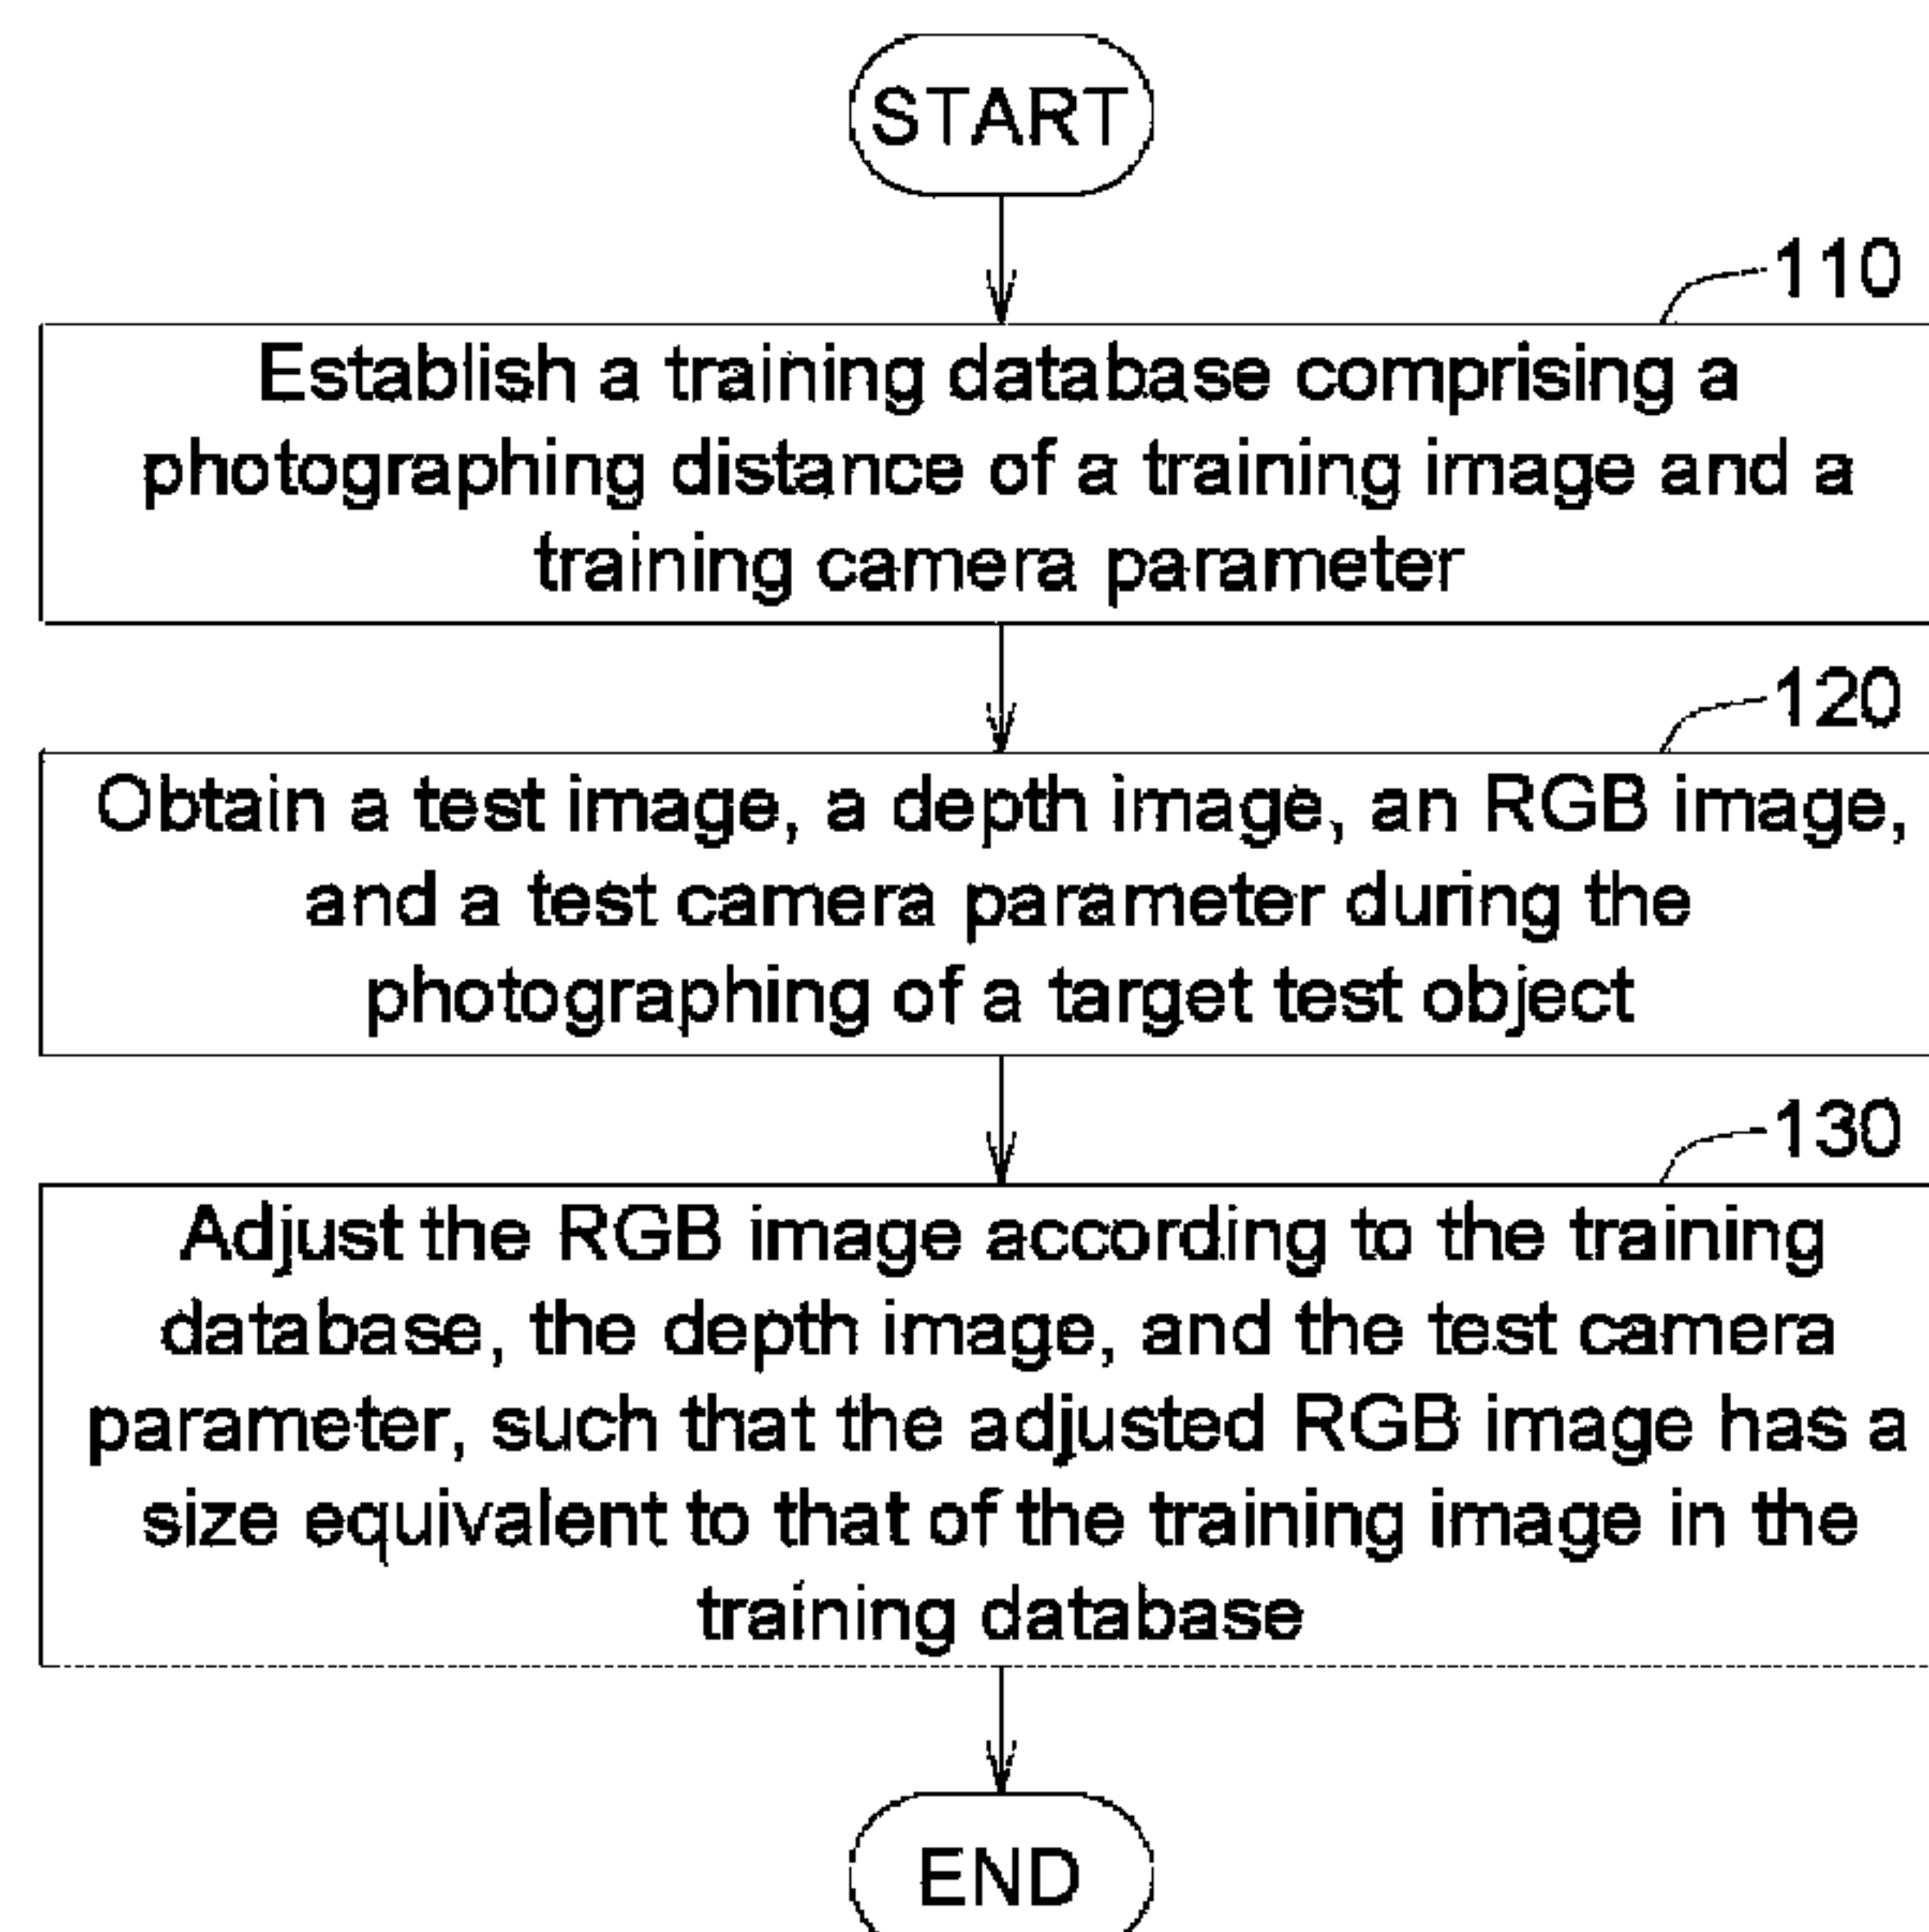 START
110
Establish a training database comprising a
photographing distance of a training image and a
training camera parameter
120
Obtain a test image, a depth image, an RGB image,
and a test camera parameter during the
photographing of a target test object
130
Adjust the RGB image according to the training
database, the depth image, and the test camera
parameter, such that the adjusted RGB image has a
size equivalent to that of the training image in the
training database
END